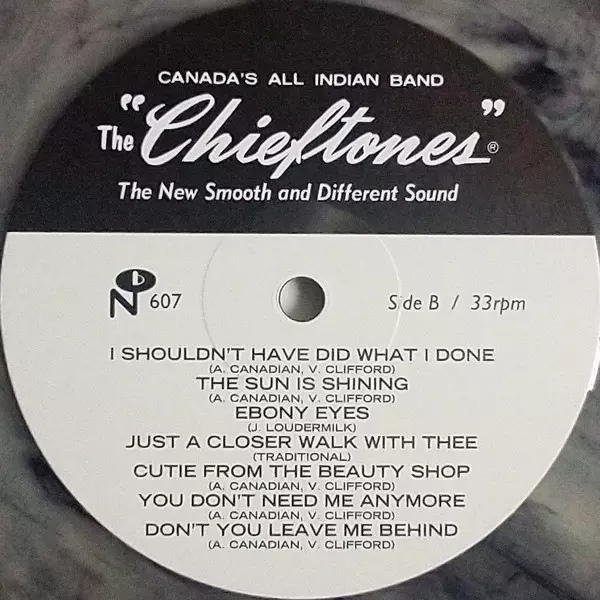 CANADA'S ALL INDIAN BAND
The "Chieftones"®
The New Smooth and Different Sound
N b 607
Side B / 33rpm
I SHOULDN'T HAVE DID WHAT I DONE
(A. CANADIAN, V. CLIFFORD)
THE SUN IS SHINING
(A. CANADIAN, V. CLIFFORD)
EBONY EYES
(J. LOUDERMILK)
JUST A CLOSER WALK WITH THEE
(TRADITIONAL)
CUTIE FROM THE BEAUTY SHOP
(A. CANADIAN, V. CLIFFORD)
YOU DON'T NEED ME ANYMORE
(A. CANADIAN, V. CLIFFORD)
DON'T YOU LEAVE ME BEHIND
(A. CANADIAN, V. CLIFFORD)